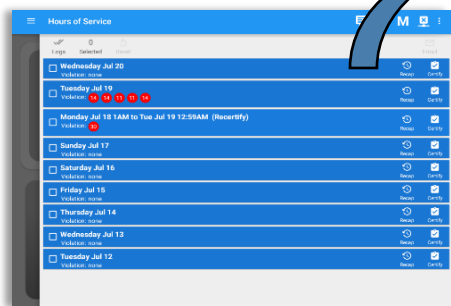 Hours of Service M
Logs 0 Selected Reset Email
Wednesday Jul 20
Violation: none Recap Certify
Tuesday Jul 19
Violation: 14 14 11 11 14 Recap Certify
Monday Jul 18 1AM to Tue Jul 19 12:59AM (Recertify)
Violation: 30 Recap Certify
Sunday Jul 17
Violation: none Recap Certify
Saturday Jul 16
Violation: none Recap Certify
Friday Jul 15
Violation: none Recap Certify
Thursday Jul 14
Violation: none Recap Certify
Wednesday Jul 13
Violation: none Recap Certify
Tuesday Jul 12
Violation: none Recap Certify